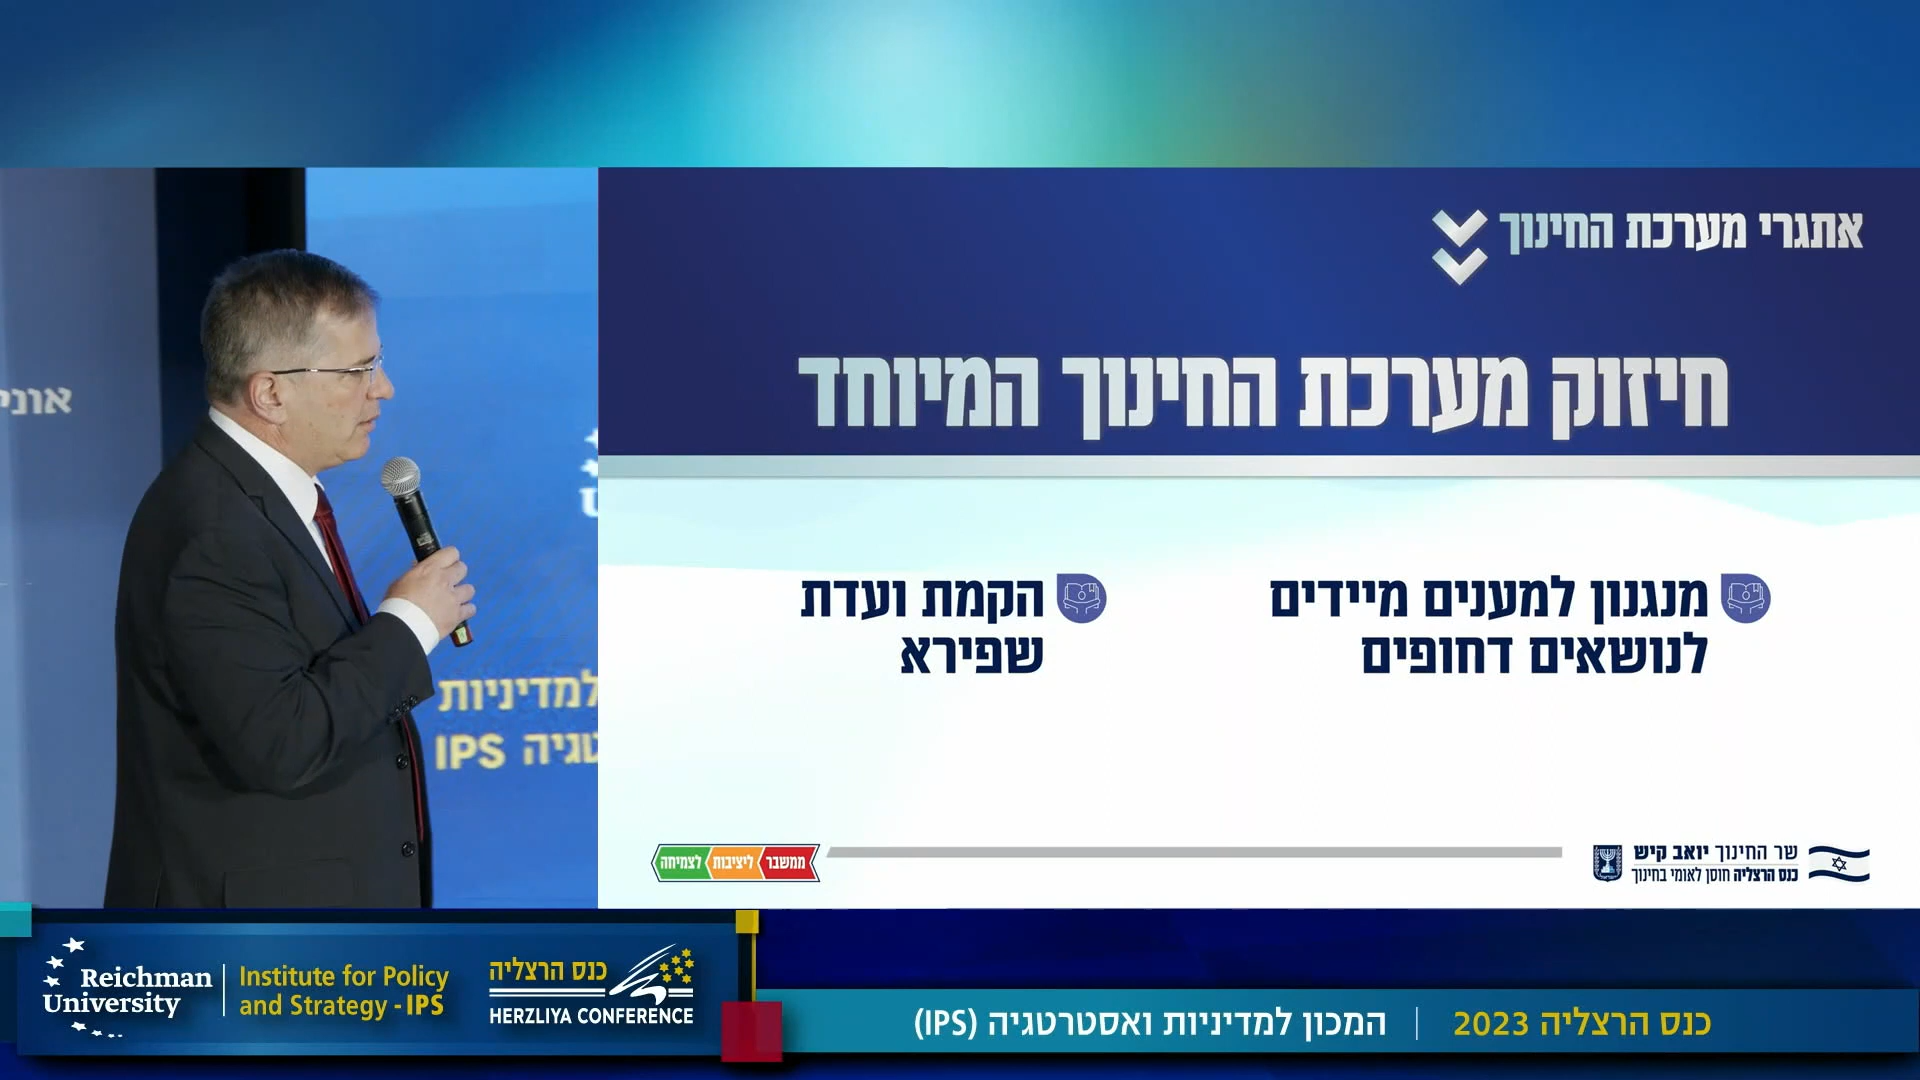 אתגרי מערכת החינוך
חיזוק מערכת החינוך המיוחד
מנגנון למענים מיידים
לנושאים דחופים
הקמת ועדת
שפירא
שר החינוך יואב קיש
כנס הרצליה חוסן לאומי בחינוך
ממשבר ליציבות לצמיחה
למדיניות
IPS
Reichman
University
Institute for Policy
and Strategy - IPS
כנס הרצליה
HERZLIYA CONFERENCE
כנס הרצליה 2023 | המכון למדיניות ואסטרטגיה (IPS)